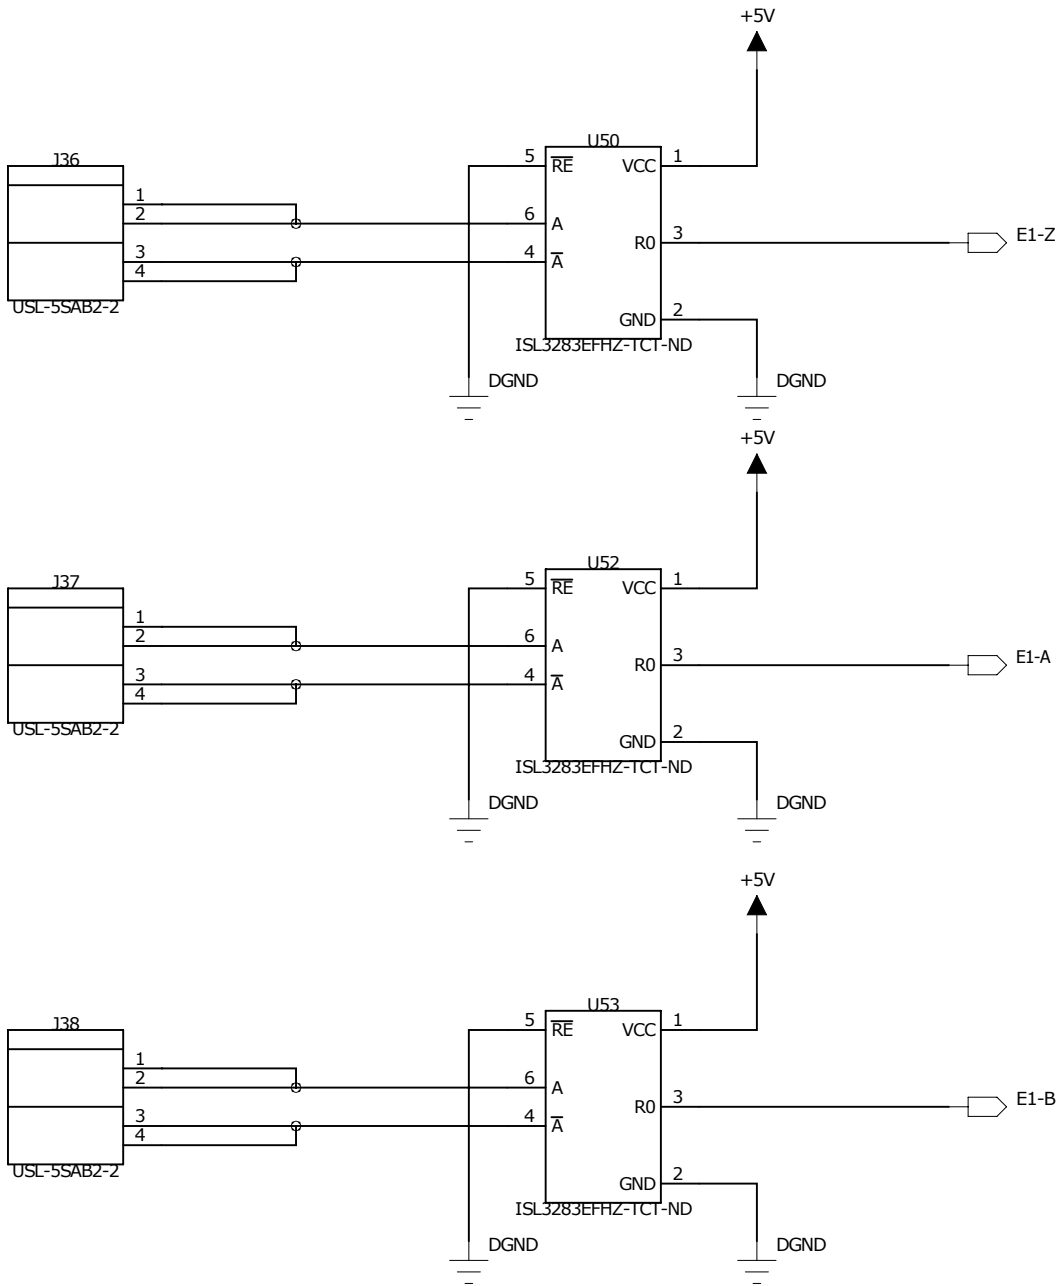 +5V
J36
U50
5 RE VCC 1
1
2
6 A
R0 3 E1-Z
3
4 A
4
GND 2
USL-5SAB2-2
ISL3283EFHZ-TCT-ND
DGND DGND
+5V
J37
U52
5 RE VCC 1
1
2
6 A
R0 3 E1-A
3
4 A
4
GND 2
USL-5SAB2-2
ISL3283EFHZ-TCT-ND
DGND DGND
+5V
J38
U53
5 RE VCC 1
1
2
6 A
R0 3 E1-B
3
4 A
4
GND 2
USL-5SAB2-2
ISL3283EFHZ-TCT-ND
DGND DGND